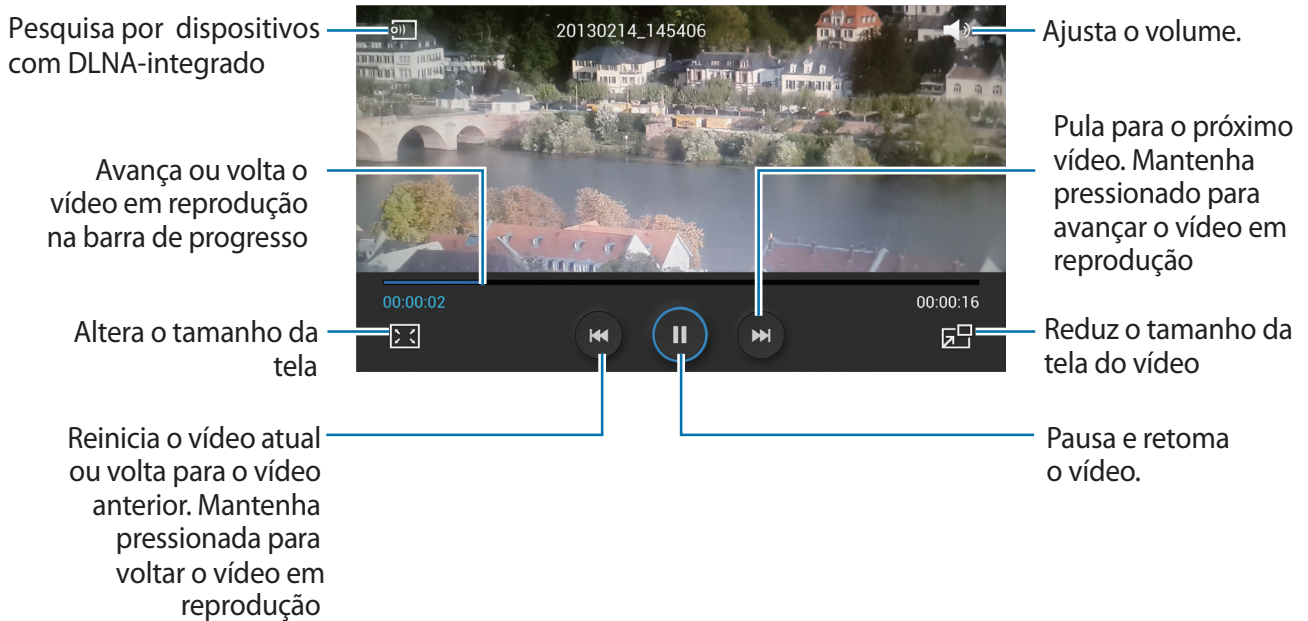 Pesquisa por dispositivos
com DLNA-integrado
20130214_145406
Ajusta o volume.
Avança ou volta o
vídeo em reprodução
na barra de progresso
Pula para o próximo
vídeo. Mantenha
pressionado para
avançar o vídeo em
reprodução
00:00:02
00:00:16
Altera o tamanho da
tela
Reduz o tamanho da
tela do vídeo
Reinicia o vídeo atual
ou volta para o vídeo
anterior. Mantenha
pressionada para
voltar o vídeo em
reprodução
Pausa e retoma
o vídeo.